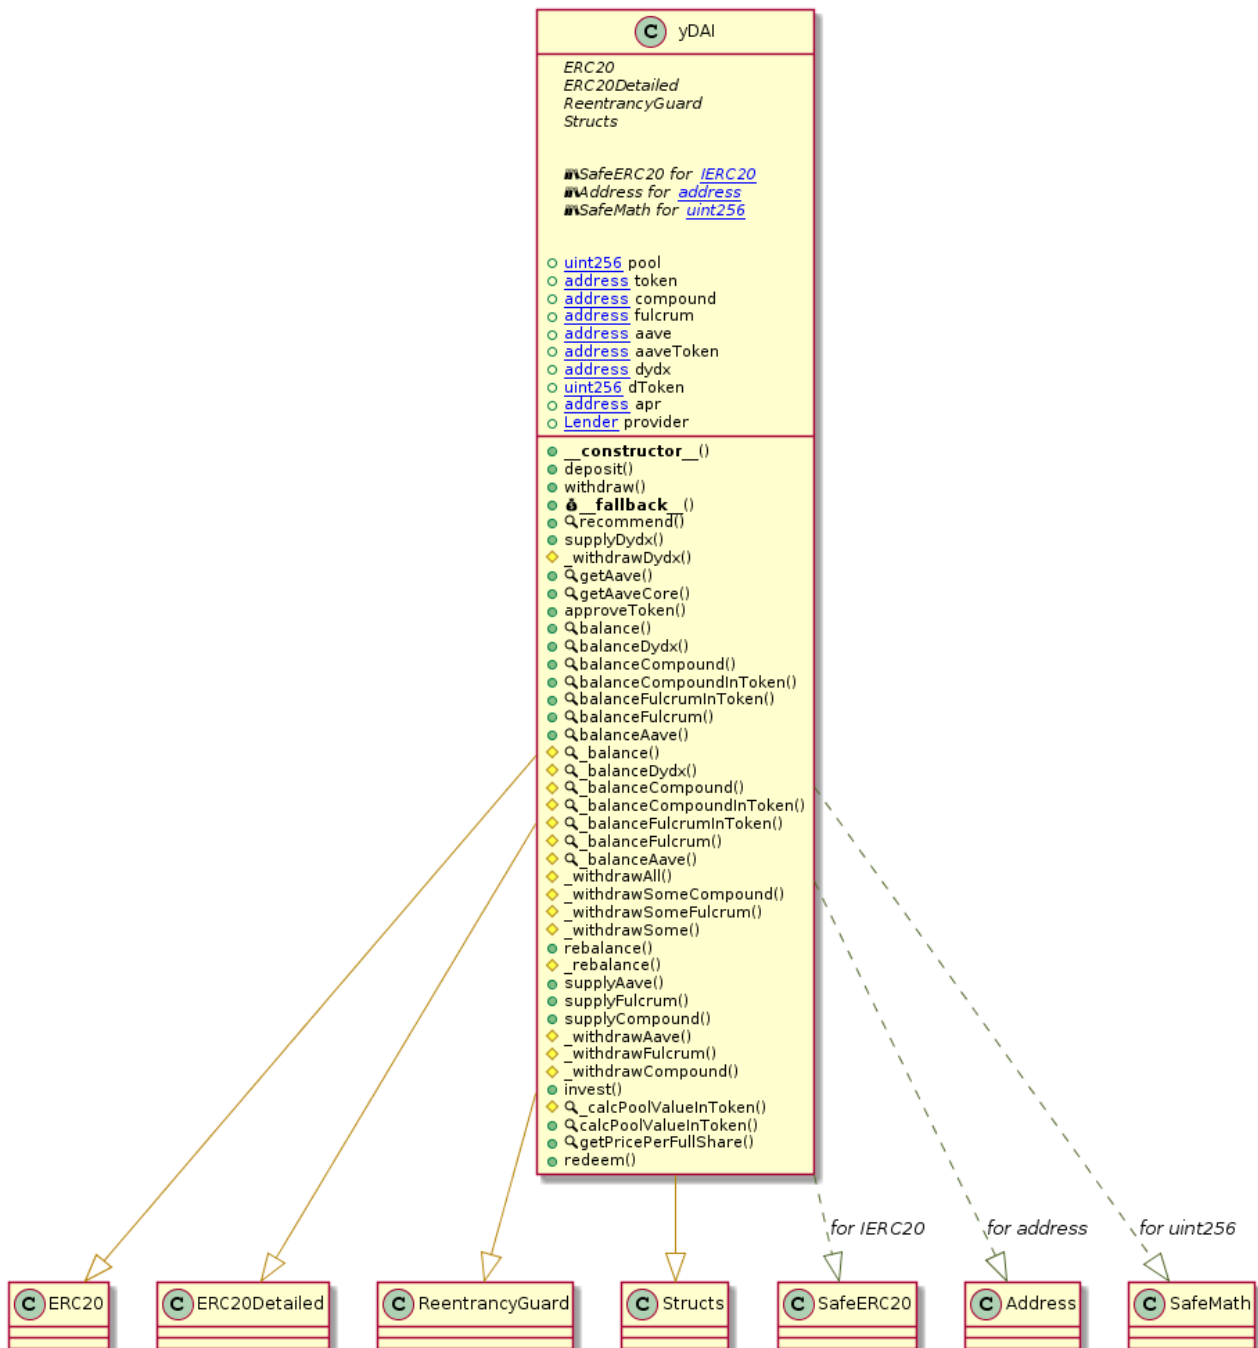 C yDAI
ERC20
ERC20Detailed
ReentrancyGuard
Structs
SafeERC20 for IERC20
Address for address
SafeMath for uint256
uint256 pool
address token
address compound
address fulcrum
address aave
address aaveToken
address dydx
uint256 dToken
address apr
Lender provider
__constructor__()
deposit()
withdraw()
__fallback__()
recommend()
supplyDydx()
_withdrawDydx()
getAave()
getAaveCore()
approveToken()
balance()
balanceDydx()
balanceCompound()
balanceCompoundInToken()
balanceFulcrumInToken()
balanceFulcrum()
balanceAave()
_balance()
_balanceDydx()
_balanceCompound()
_balanceCompoundInToken()
_balanceFulcrumInToken()
_balanceFulcrum()
_balanceAave()
_withdrawAll()
_withdrawSomeCompound()
_withdrawSomeFulcrum()
_withdrawSome()
rebalance()
_rebalance()
supplyAave()
supplyFulcrum()
supplyCompound()
_withdrawAave()
_withdrawFulcrum()
_withdrawCompound()
invest()
_calcPoolValueInToken()
calcPoolValueInToken()
getPricePerFullShare()
redeem()
for IERC20
for address
for uint256
C ERC20
C ERC20Detailed
C ReentrancyGuard
C Structs
C SafeERC20
C Address
C SafeMath